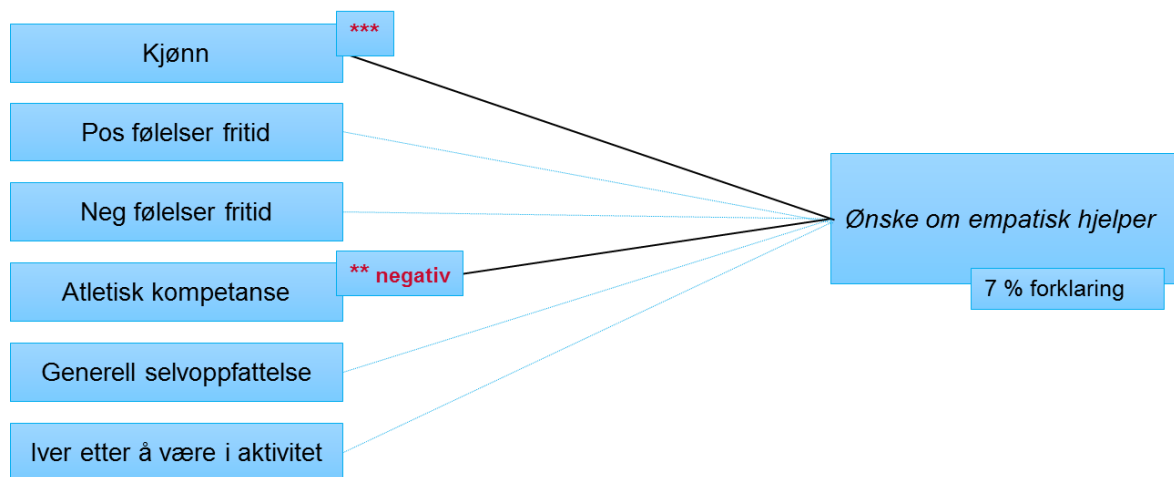 ***
Kjønn
Pos følelser fritid
Neg følelser fritid
** negativ
Atletisk kompetanse
Generell selvoppfattelse
Iver etter å være i aktivitet
Ønske om empatisk hjelper
7 % forklaring